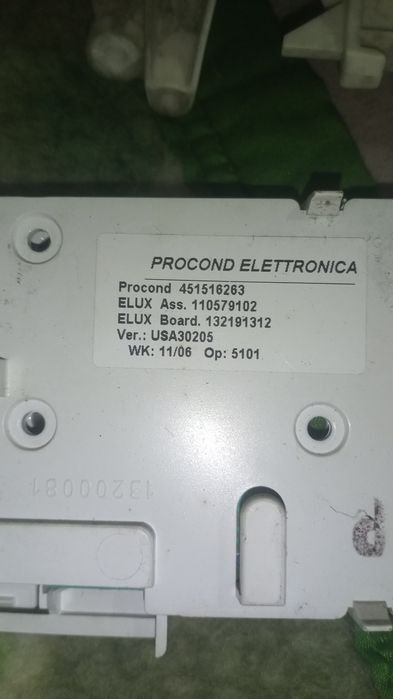 PROCOND ELETTRONICA
Procond 451516263
ELUX Ass. 110579102
ELUX Board. 132191312
Ver.: USA30205
WK: 11/06 Op: 5101
13200081